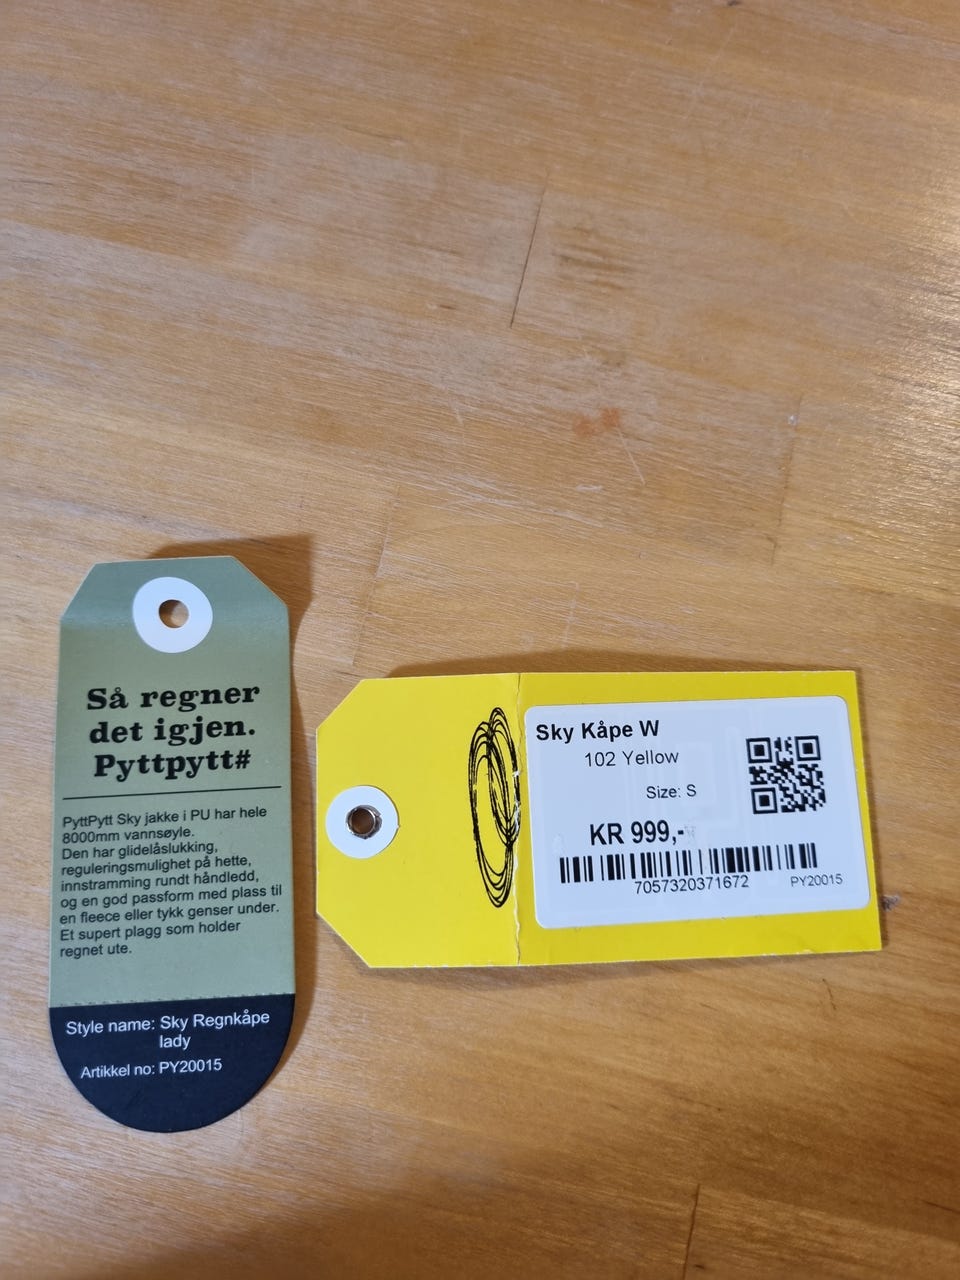 Så regner
det igjen.
Pyttpytt#
PyttPytt Sky jakke i PU har hele
8000mm vannsøyle.
Den har glidelåslukking,
reguleringsmulighet på hette,
innstramming rundt håndledd,
og en god passform med plass til
en fleece eller tykk genser under.
Et supert plagg som holder
regnet ute.
Style name: Sky Regnkåpe
lady
Artikkel no: PY20015
Sky Kåpe W
102 Yellow
Size: S
KR 999,-
7057320371672
PY20015